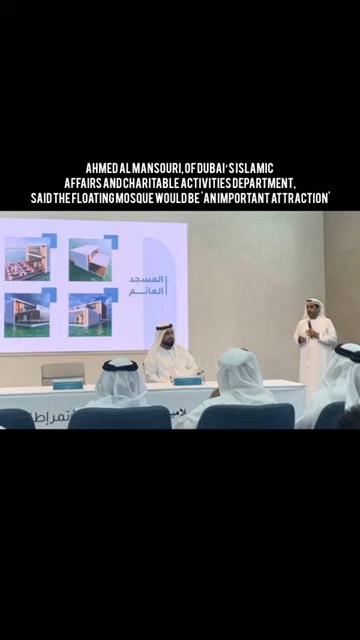 AHMED AL MANSOURI, OF DUBAI'S ISLAMIC
AFFAIRS AND CHARITABLE ACTIVITIES DEPARTMENT,
SAID THE FLOATING MOSQUE WOULD BE 'AN IMPORTANT ATTRACTION'
المسجد
العائم